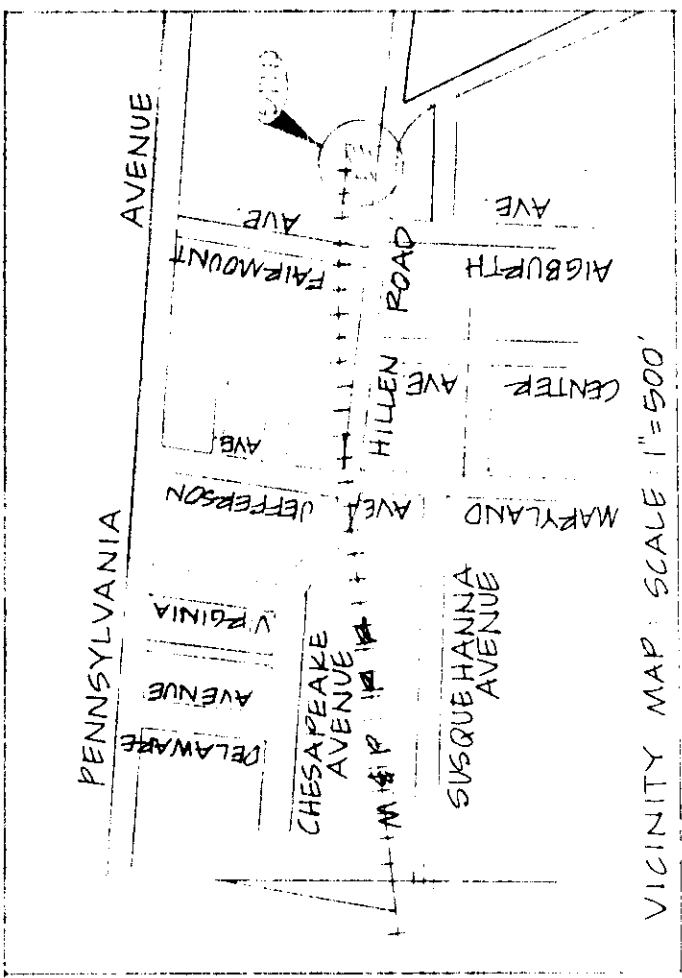 PENNSYLVANIA AVENUE
DELAWARE
AVENUE
VIRGINIA
JEFFERSON
AVE
FAIRMOUNT
AVE
CHESAPEAKE
AVENUE
HILLEN ROAD
SUSQUEHANNA
AVENUE
MARYLAND
AVE
CENTER
AVE
AIGBURTH
AVE
VICINITY MAP SCALE 1"=500'